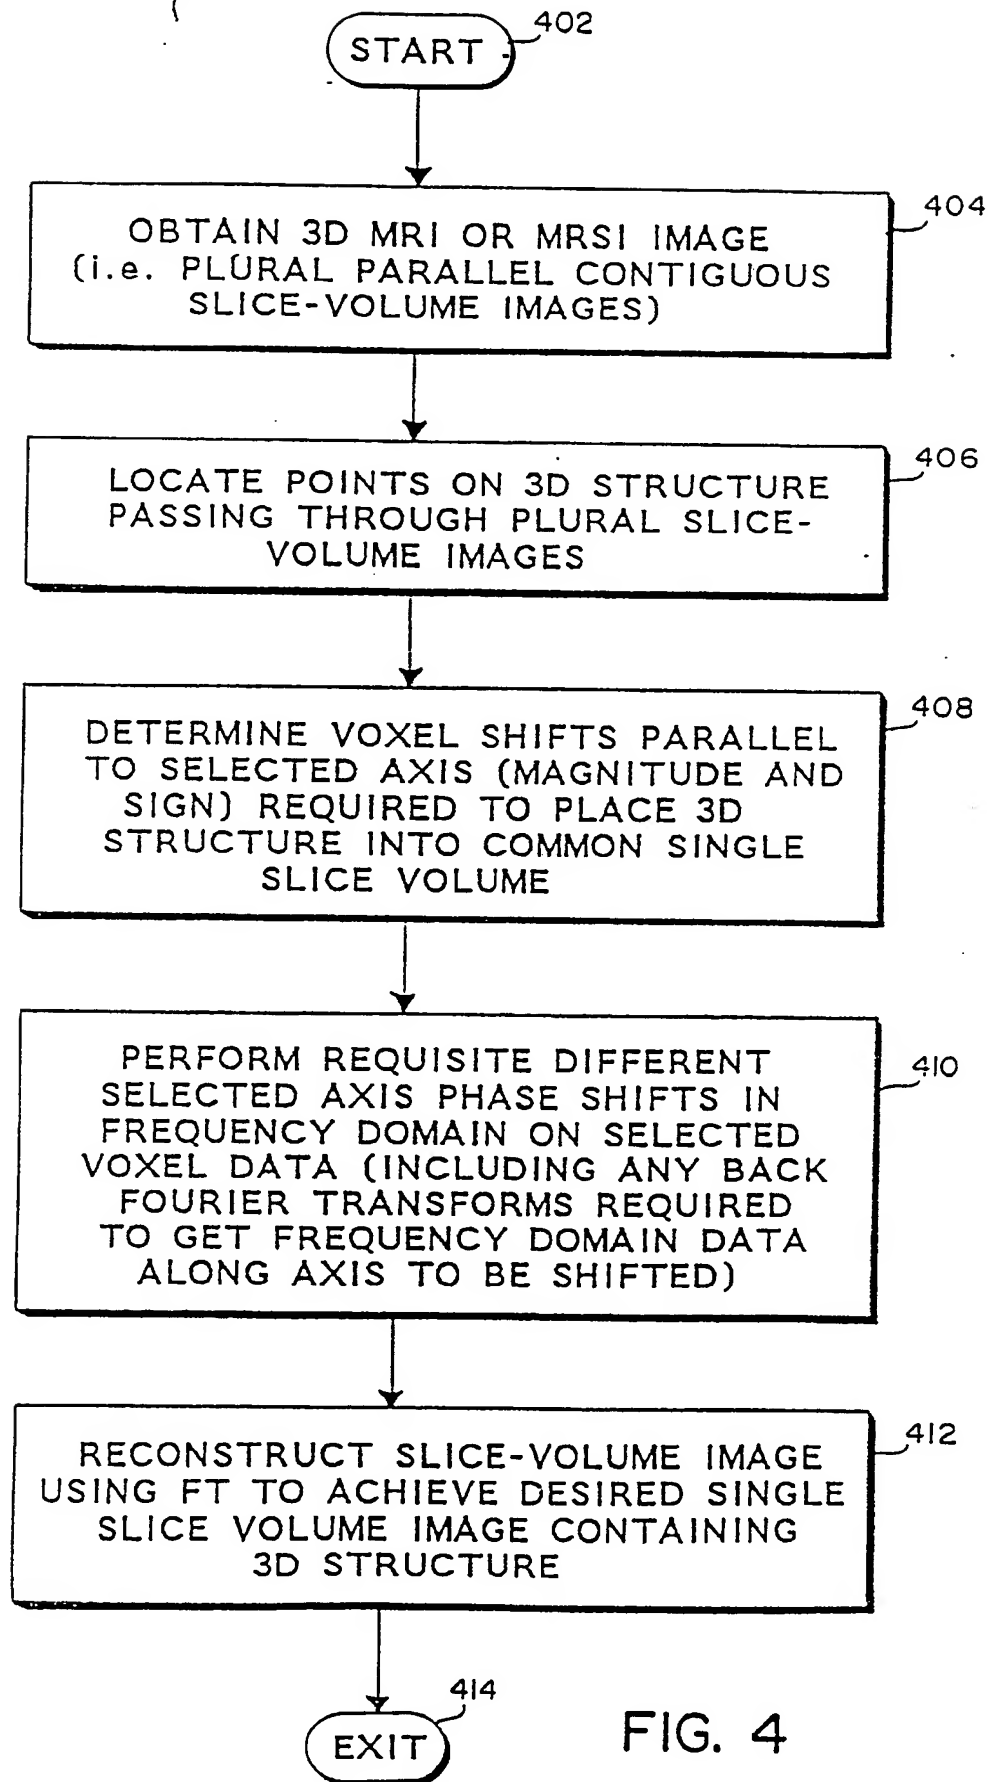 START
402
OBTAIN 3D MRI OR MRSI IMAGE
(i.e. PLURAL PARALLEL CONTIGUOUS
SLICE-VOLUME IMAGES)
404
LOCATE POINTS ON 3D STRUCTURE
PASSING THROUGH PLURAL SLICE-
VOLUME IMAGES
406
DETERMINE VOXEL SHIFTS PARALLEL
TO SELECTED AXIS (MAGNITUDE AND
SIGN) REQUIRED TO PLACE 3D
STRUCTURE INTO COMMON SINGLE
SLICE VOLUME
408
PERFORM REQUISITE DIFFERENT
SELECTED AXIS PHASE SHIFTS IN
FREQUENCY DOMAIN ON SELECTED
VOXEL DATA (INCLUDING ANY BACK
FOURIER TRANSFORMS REQUIRED
TO GET FREQUENCY DOMAIN DATA
ALONG AXIS TO BE SHIFTED)
410
RECONSTRUCT SLICE-VOLUME IMAGE
USING FT TO ACHIEVE DESIRED SINGLE
SLICE VOLUME IMAGE CONTAINING
3D STRUCTURE
412
EXIT
414
FIG. 4